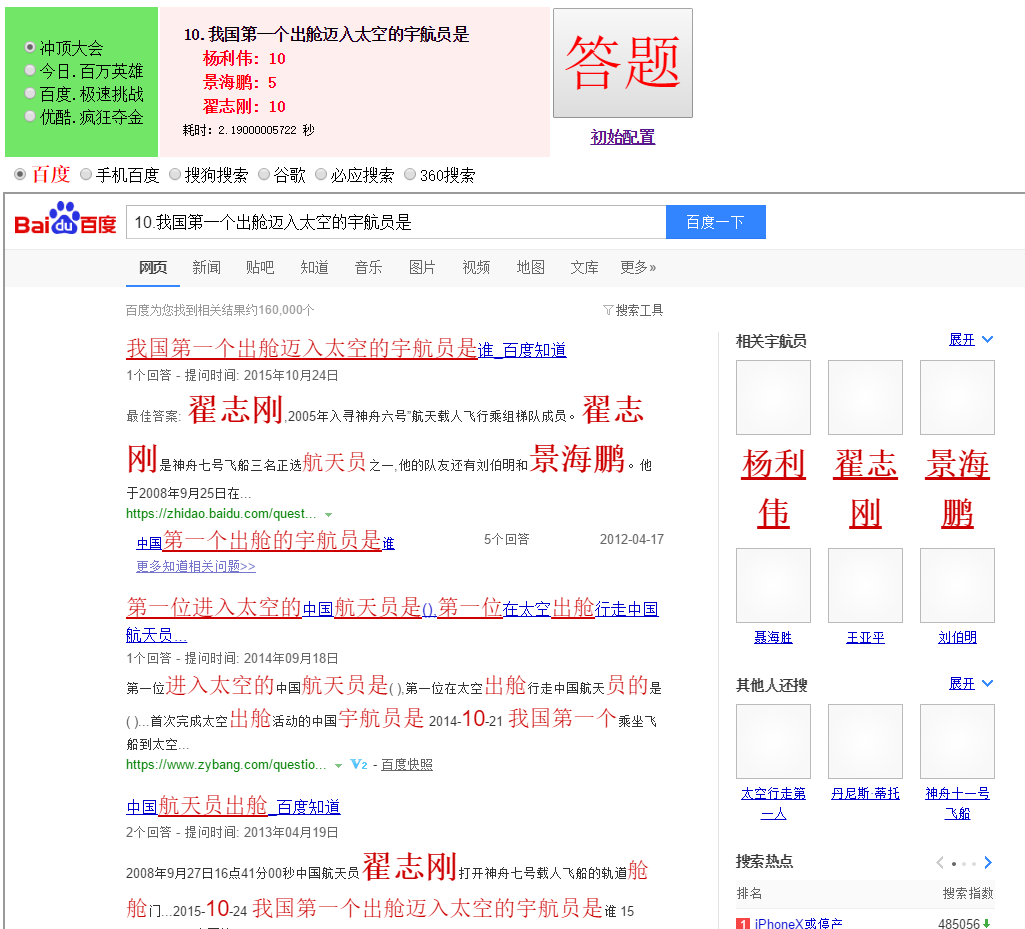 冲顶大会
今日.百万英雄
百度.极速挑战
优酷.疯狂夺金
10.我国第一个出舱迈入太空的宇航员是
杨利伟: 10
景海鹏: 5
翟志刚: 10
耗时: 2.19000005722 秒
答题
初始配置
百度 手机百度 搜狗搜索 谷歌 必应搜索 360搜索
Bai du 百度 10.我国第一个出舱迈入太空的宇航员是 百度一下
网页 新闻 贴吧 知道 音乐 图片 视频 地图 文库 更多»
百度为您找到相关结果约160,000个 搜索工具
我国第一个出舱迈入太空的宇航员是谁_百度知道
1个回答 - 提问时间: 2015年10月24日
最佳答案: 翟志刚,2005年入寻神舟六号"航天载人飞行乘组梯队成员。翟志
刚是神舟七号飞船三名正选航天员之一,他的队友还有刘伯明和景海鹏。他
于2008年9月25日在...
https://zhidao.baidu.com/quest...
中国第一个出舱的宇航员是谁 5个回答 2012-04-17
更多知道相关问题>>
第一位进入太空的中国航天员是(),第一位在太空出舱行走中国
航天员...
1个回答 - 提问时间: 2014年09月18日
第一位进入太空的中国航天员是( ),第一位在太空出舱行走中国航天员的是
( )...首次完成太空出舱活动的中国宇航员是 2014-10-21 我国第一个乘坐飞
船到太空...
https://www.zybang.com/questio... V2 - 百度快照
中国航天员出舱_百度知道
2个回答 - 提问时间: 2013年04月19日
2008年9月27日16点41分00秒中国航天员翟志刚打开神舟七号载人飞船的轨道舱
舱门...2015-10-24 我国第一个出舱迈入太空的宇航员是谁 15
相关宇航员 展开
杨利伟 翟志刚 景海鹏
聂海胜 王亚平 刘伯明
其他人还搜 展开
太空行走第一人 丹尼斯·蒂托 神舟十一号飞船
搜索热点
排名 搜索指数
1 iPhoneX或停产 485056